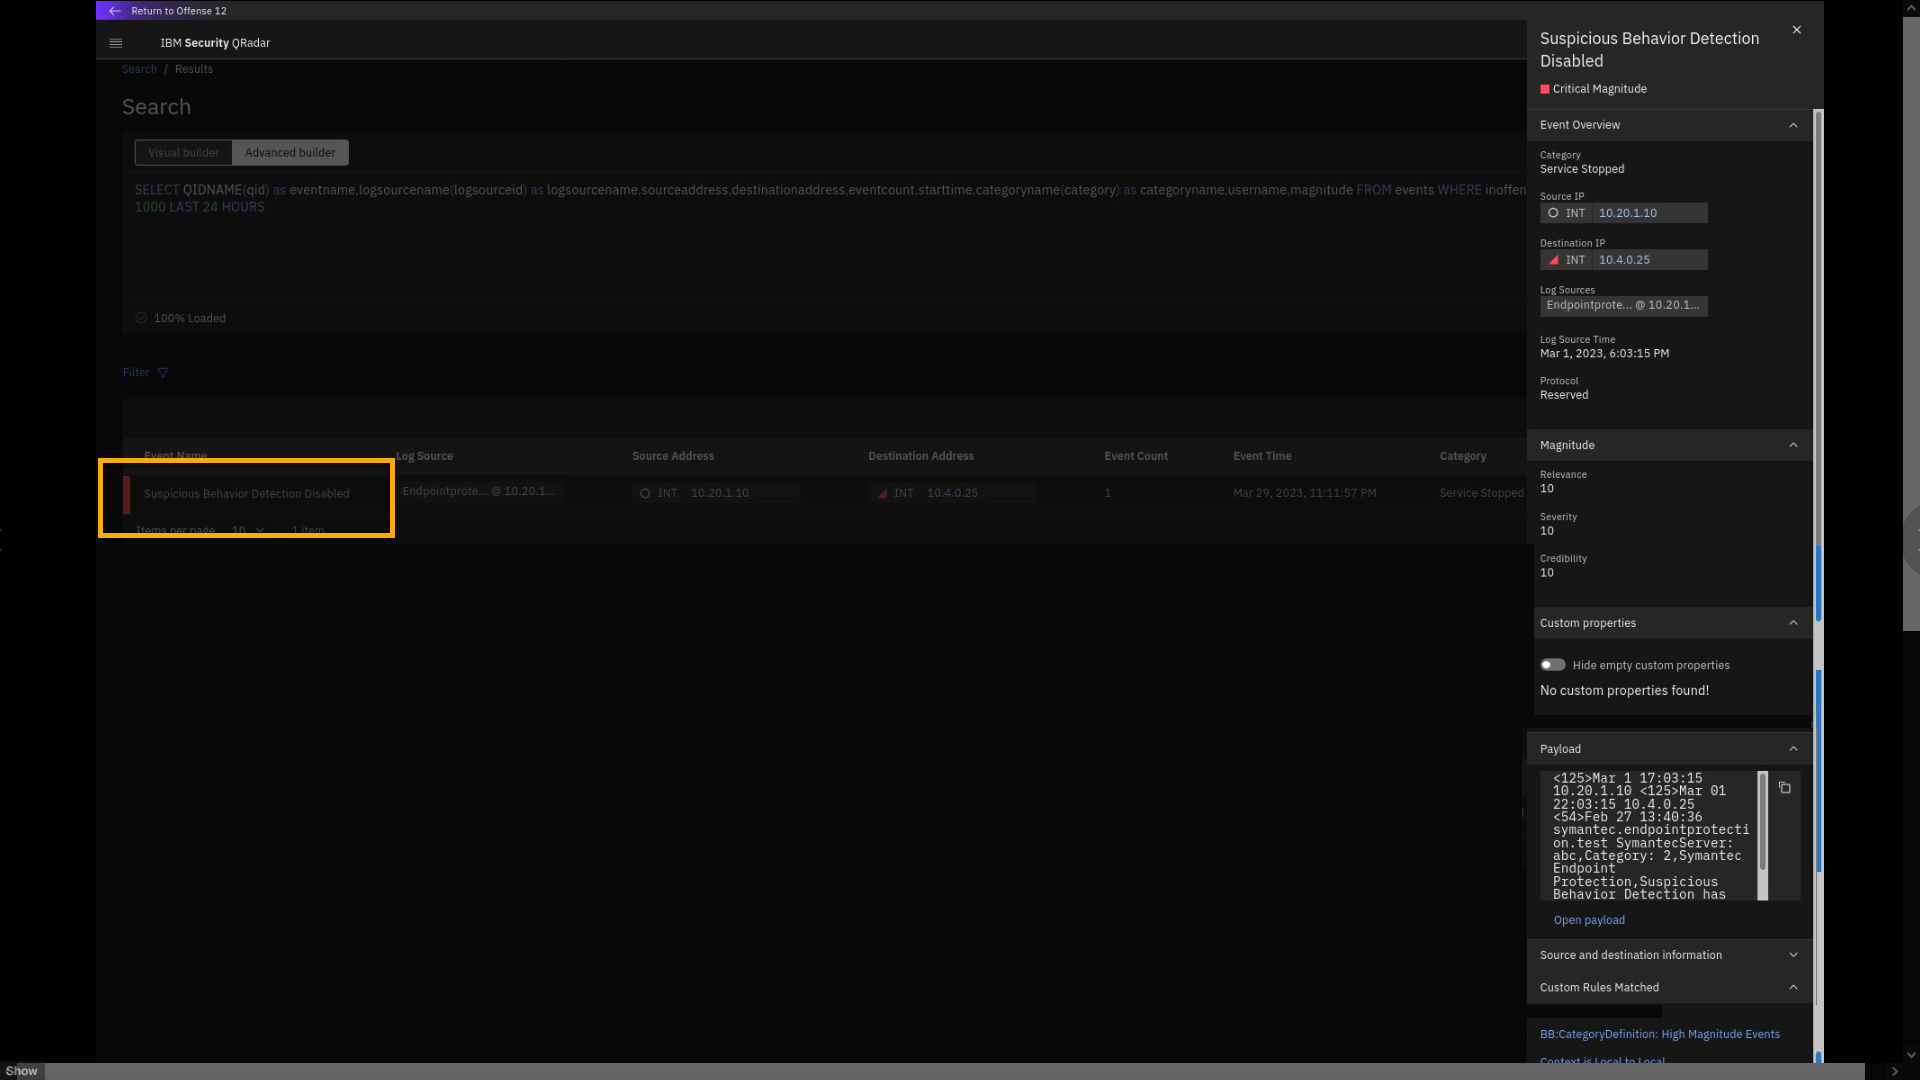 Return to Offense 12
IBM Security QRadar
Search / Results
Search
Visual builder
Advanced builder
SELECT QIDNAME(qid) as eventname,logsourcename(logsourceid) as logsourcename,sourceaddress,destinationaddress,eventcount,starttime,categoryname(category) as categoryname,username,magnitude FROM events WHERE inoffen
1000 LAST 24 HOURS
100% Loaded
Filter
Event Name Log Source Source Address Destination Address Event Count Event Time Category
Suspicious Behavior Detection Disabled Endpointprote... @ 10.20.1... INT 10.20.1.10 INT 10.4.0.25 1 Mar 29, 2023, 11:11:57 PM Service Stopped
Items per page 10 1 item
Suspicious Behavior Detection
Disabled
Critical Magnitude
Event Overview
Category
Service Stopped
Source IP
INT 10.20.1.10
Destination IP
INT 10.4.0.25
Log Sources
Endpointprote... @ 10.20.1...
Log Source Time
Mar 1, 2023, 6:03:15 PM
Protocol
Reserved
Magnitude
Relevance
10
Severity
10
Credibility
10
Custom properties
Hide empty custom properties
No custom properties found!
Payload
<125>Mar 1 17:03:15
10.20.1.10 <125>Mar 01
22:03:15 10.4.0.25
<54>Feb 27 13:40:36
symantec.endpointprotecti
on.test SymantecServer:
abc,Category: 2,Symantec
Endpoint
Protection,Suspicious
Behavior Detection has
Open payload
Source and destination information
Custom Rules Matched
BB:CategoryDefinition: High Magnitude Events
Context is Local to Local
Show